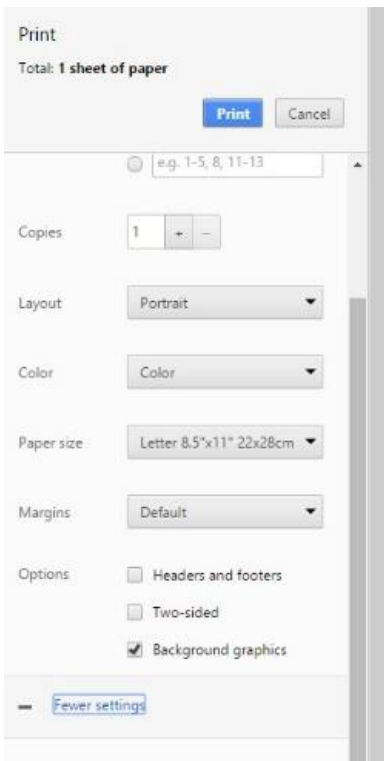 Print
Total: 1 sheet of paper
Print Cancel
e.g. 1-5, 8, 11-13
Copies 1 + −
Layout Portrait
Color Color
Paper size Letter 8.5"x11" 22x28cm
Margins Default
Options Headers and footers
Two-sided
Background graphics
− Fewer settings